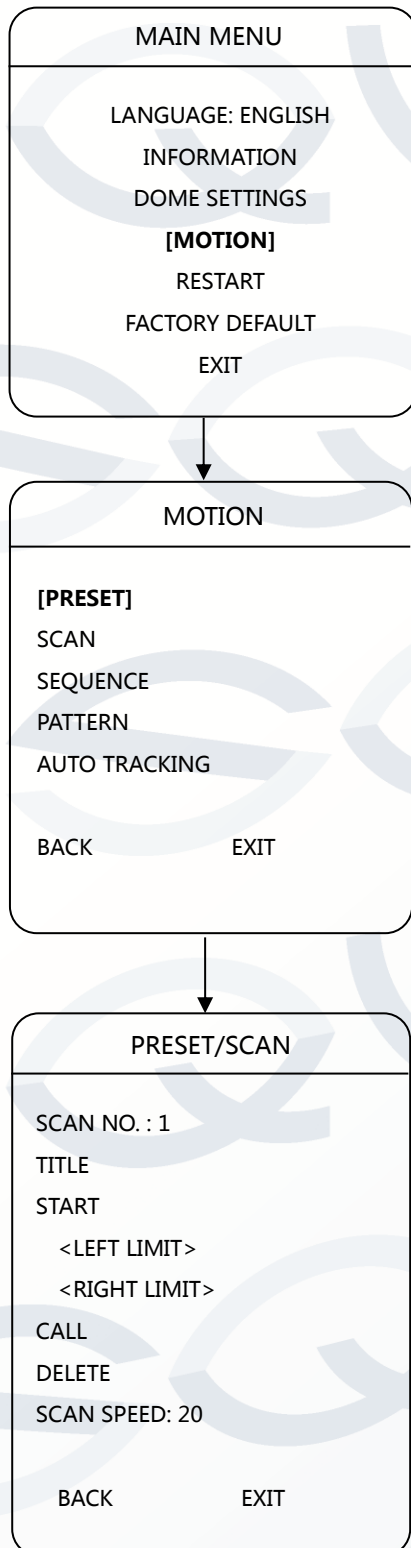 MAIN MENU
LANGUAGE: ENGLISH
INFORMATION
DOME SETTINGS
[MOTION]
RESTART
FACTORY DEFAULT
EXIT
MOTION
[PRESET]
SCAN
SEQUENCE
PATTERN
AUTO TRACKING
BACK EXIT
PRESET/SCAN
SCAN NO. : 1
TITLE
START
<LEFT LIMIT>
<RIGHT LIMIT>
CALL
DELETE
SCAN SPEED: 20
BACK EXIT